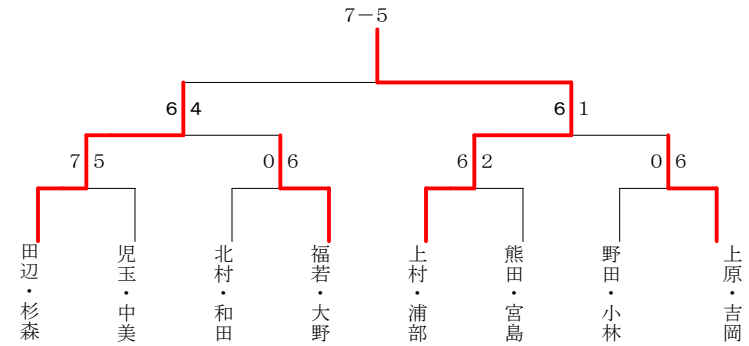 7－5
6 4
6 1
7 5
0 6
6 2
0 6
田辺・杉森
児玉・中美
北村・和田
福若・大野
上村・浦部
熊田・宮島
野田・小林
上原・吉岡